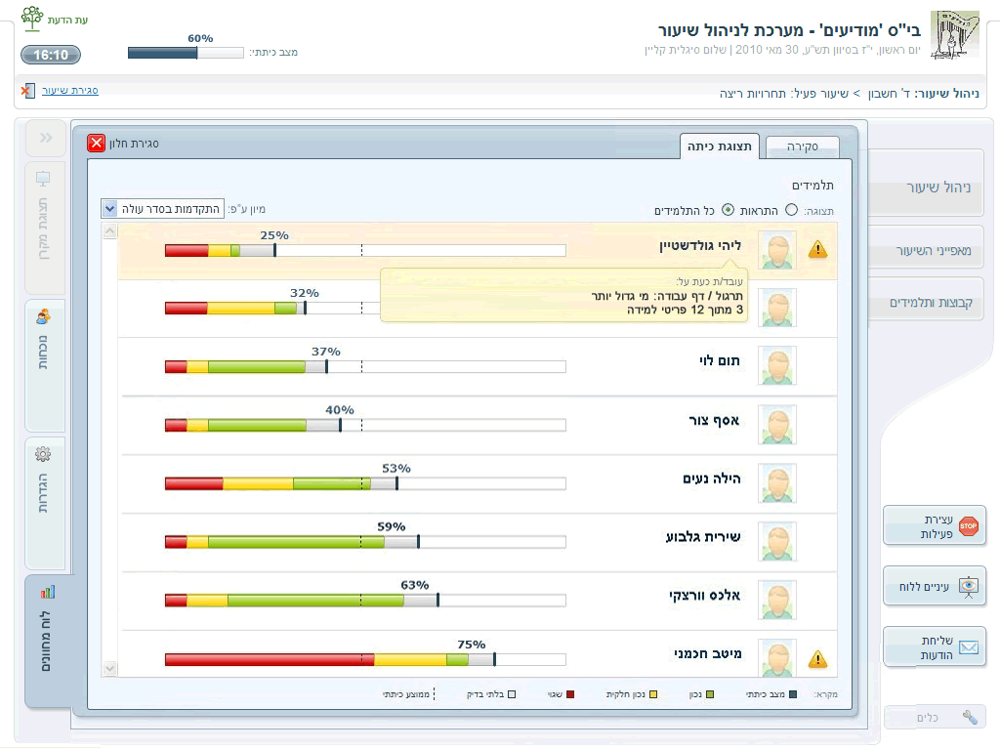 בי"ס 'מודיעים' - מערכת לניהול שיעור
יום ראשון, י"ז בסיוון תש"ע, 30 מאי 2010 | שלום סיגלית קליין
עת הדעת
16:10
60%
מצב כיתתי:
ניהול שיעור: ד' חשבון > שיעור פעיל: תחרויות ריצה
סגירת שיעור
ניהול שיעור
מאפייני השיעור
קבוצות ותלמידים
עצירת פעילות
עיניים ללוח
שליחת הודעות
כלים
סקירה
תצוגת כיתה
סגירת חלון
תלמידים
תצוגה:
התראות
כל התלמידים
מיון ע"פ:
התקדמות בסדר עולה
ליהי גולדשטיין
25%
עובד/ת כעת על:
תרגול / דף עבודה: מי גדול יותר
3 מתוך 12 פריטי למידה
32%
תום לוי
37%
אסף צור
40%
הילה נעים
53%
שירית גלבוע
59%
אלכס וורצקי
63%
מיטב חכמני
75%
מקרא:
מצב כיתתי
נכון
נכון חלקית
שגוי
בלתי בדיק
ממוצע כיתתי
תצוגת מקרן
נוכחות
הגדרות
לוח מחוונים
STOP